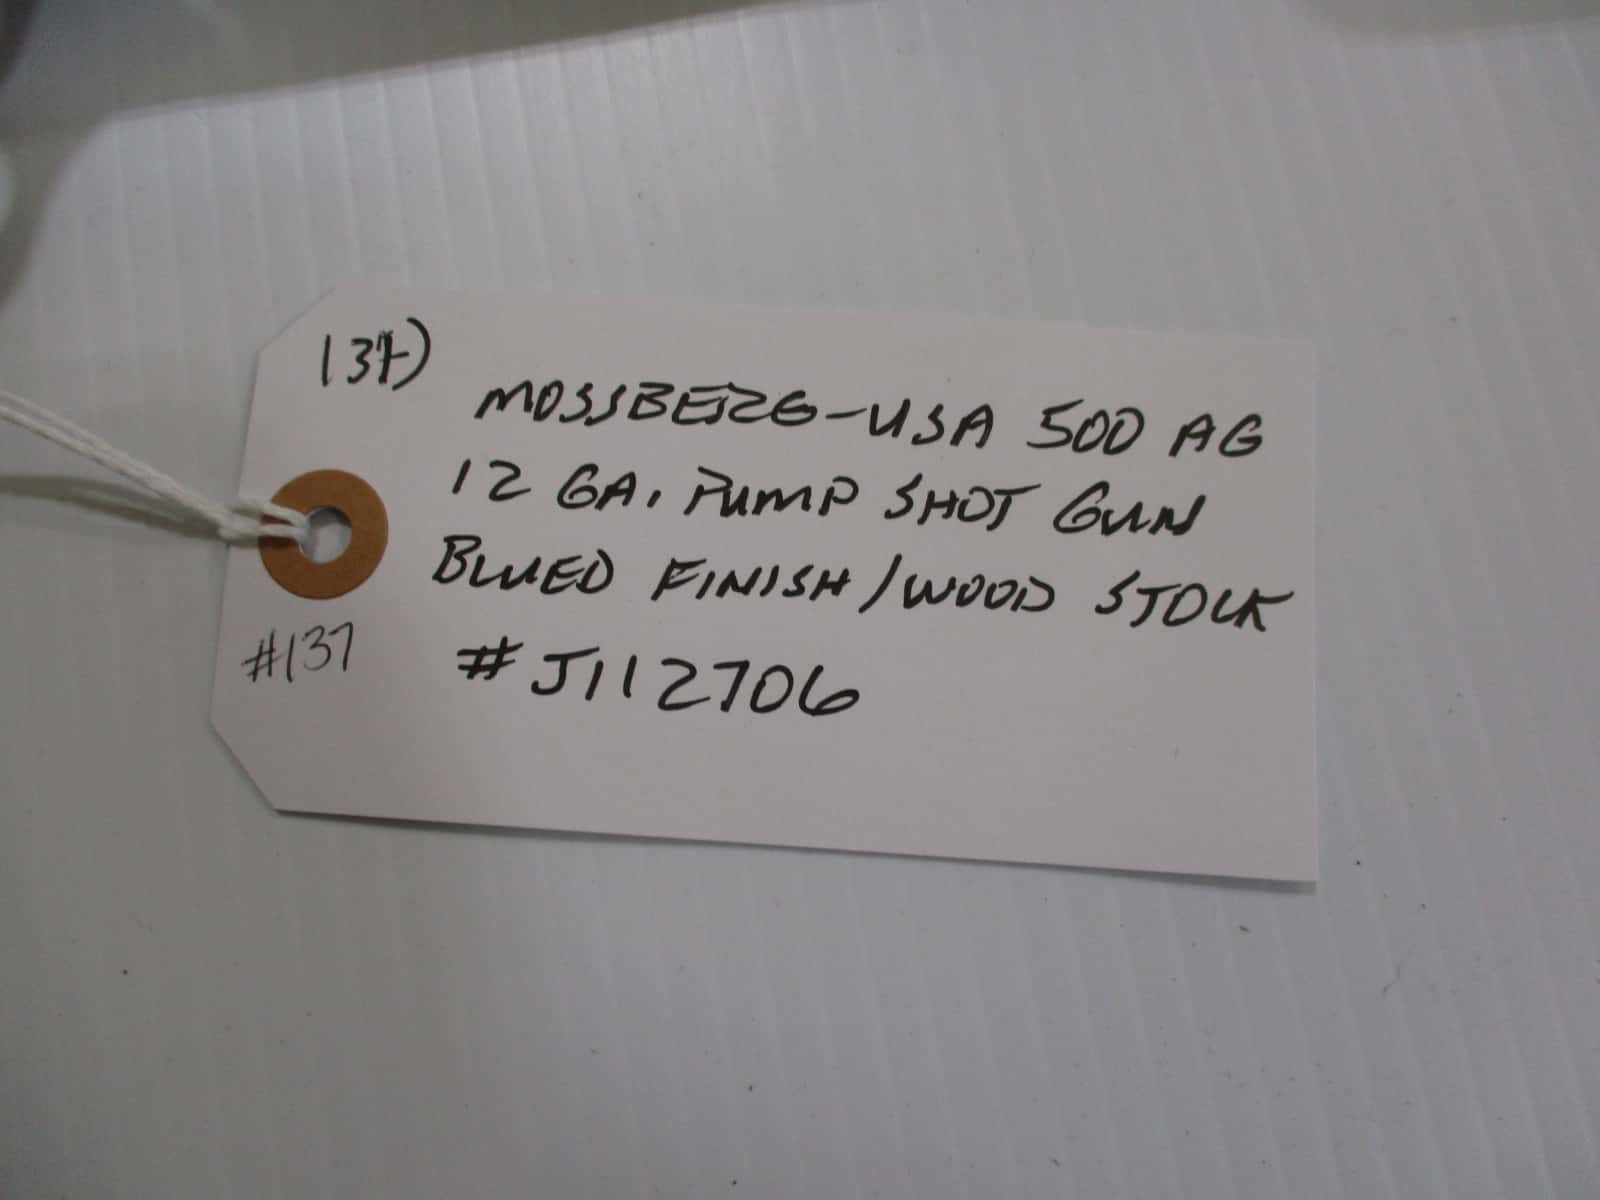 137)
MOSSBERG-USA 500 AG
12 GA. PUMP SHOT GUN
BLUED FINISH/WOOD STOCK
#137
#J112706